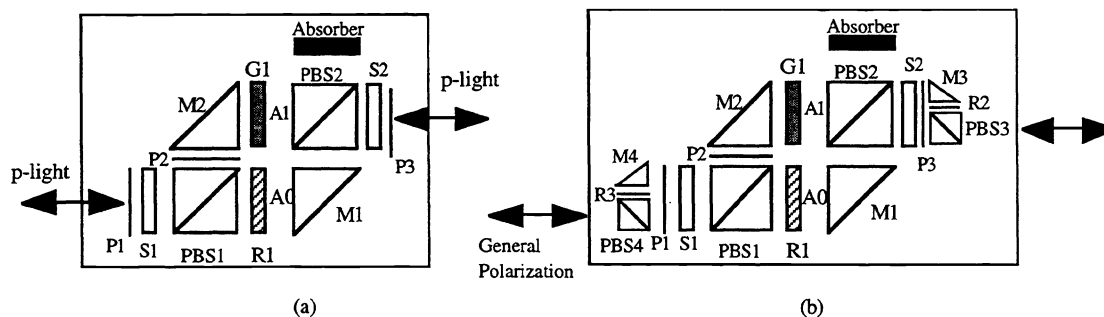 Absorber
G1
PBS2
S2
p-light
M2
A1
P2
P3
p-light
A0
M1
P1
S1
PBS1
R1
(a)
Absorber
G1
PBS2
S2
M3
M2
A1
R2
PBS3
P2
P3
M4
R3
A0
M1
PBS4
P1
S1
PBS1
R1
General
Polarization
(b)